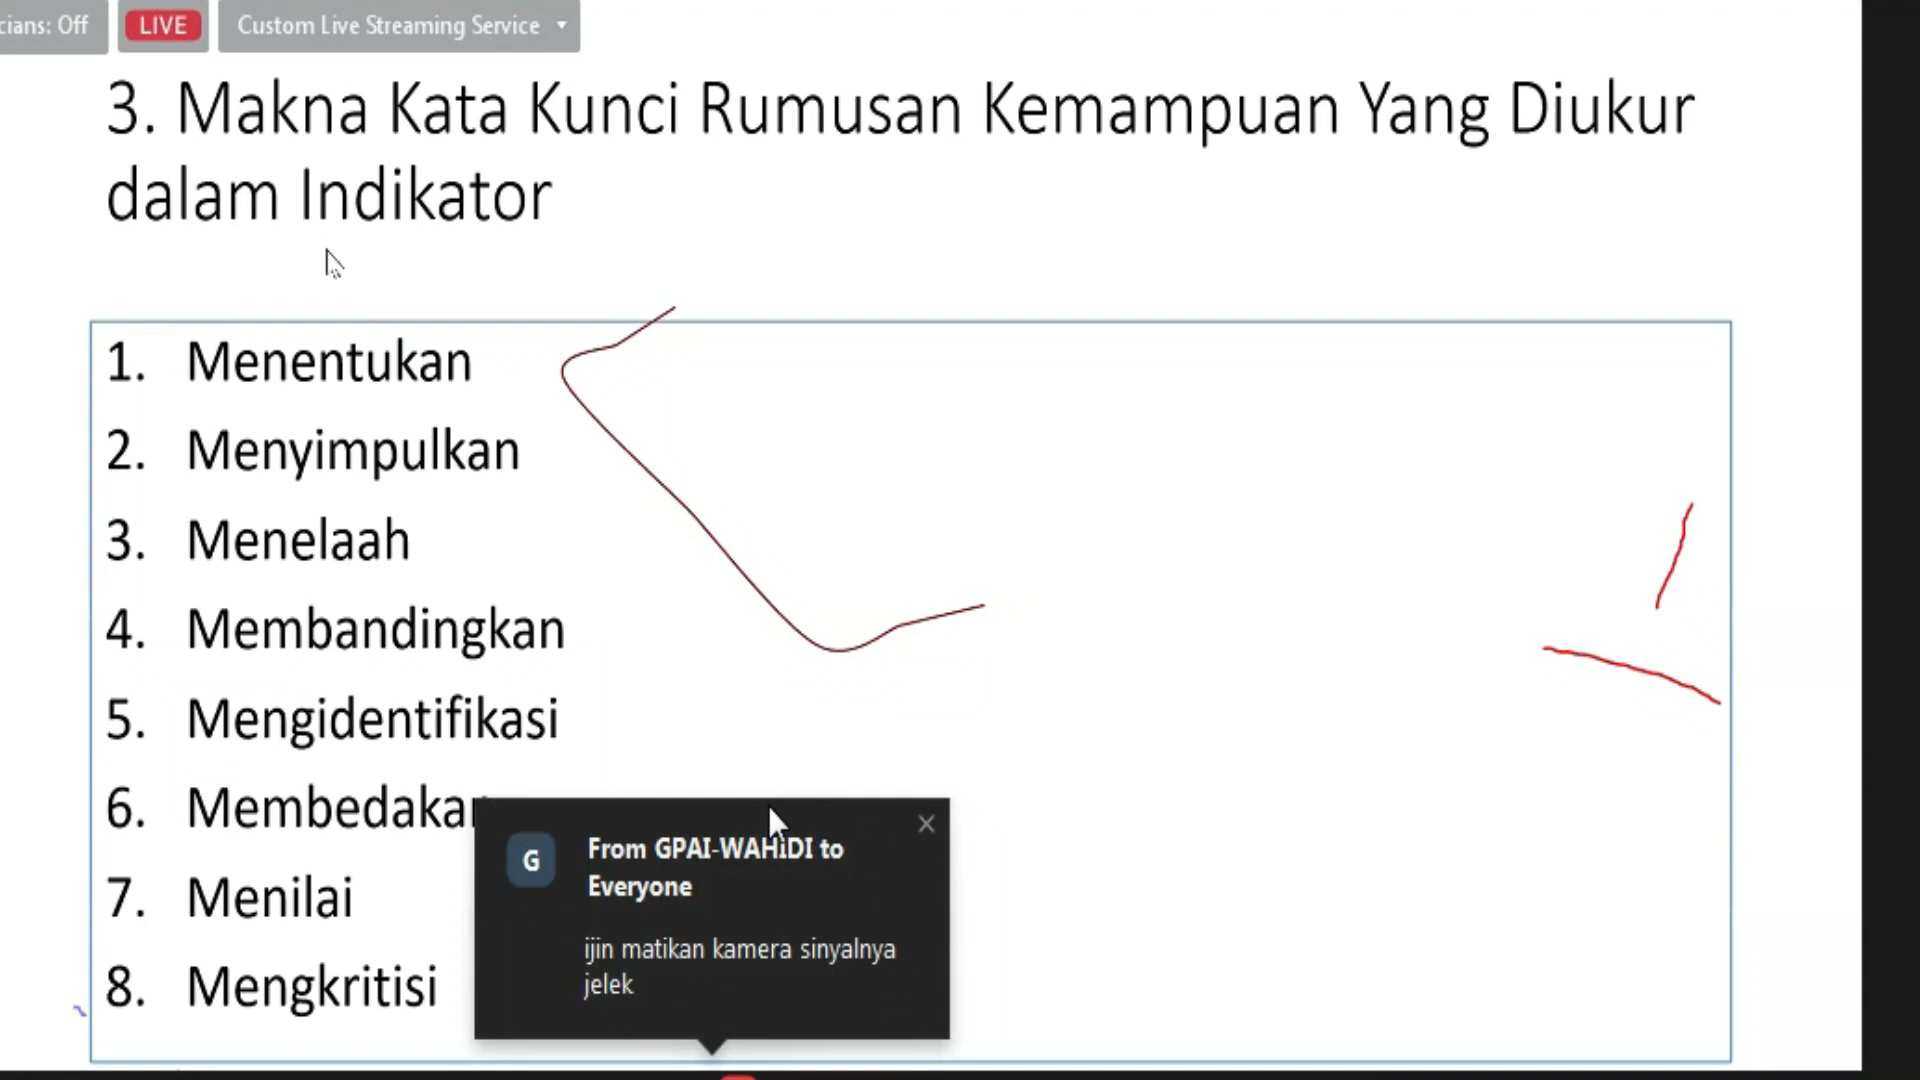 cians: Off LIVE Custom Live Streaming Service
3. Makna Kata Kunci Rumusan Kemampuan Yang Diukur
dalam Indikator
1. Menentukan
2. Menyimpulkan
3. Menelaah
4. Membandingkan
5. Mengidentifikasi
6. Membedakan
7. Menilai
8. Mengkritisi
G
From GPAI-WAHiDI to
Everyone
ijin matikan kamera sinyalnya
jelek